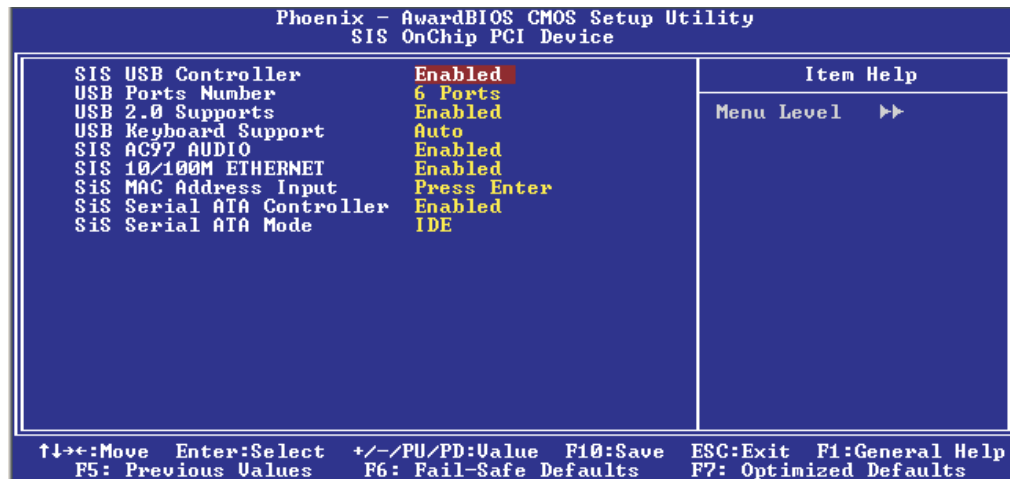 Phoenix - AwardBIOS CMOS Setup Utility
SIS OnChip PCI Device
SIS USB Controller Enabled
USB Ports Number 6 Ports
USB 2.0 Supports Enabled
USB Keyboard Support Auto
SIS AC97 AUDIO Enabled
SIS 10/100M ETHERNET Enabled
SiS MAC Address Input Press Enter
SiS Serial ATA Controller Enabled
SiS Serial ATA Mode IDE
Item Help
Menu Level ▶▶
↑↓→←:Move Enter:Select +/-/PU/PD:Value F10:Save ESC:Exit F1:General Help
F5: Previous Values F6: Fail-Safe Defaults F7: Optimized Defaults